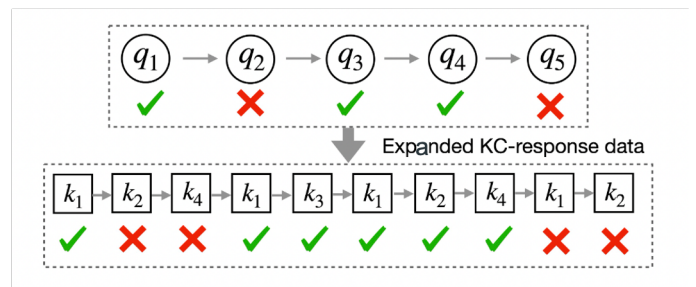 q1 q2 q3 q4 q5
Expanded KC-response data
k1 k2 k4 k1 k3 k1 k2 k4 k1 k2